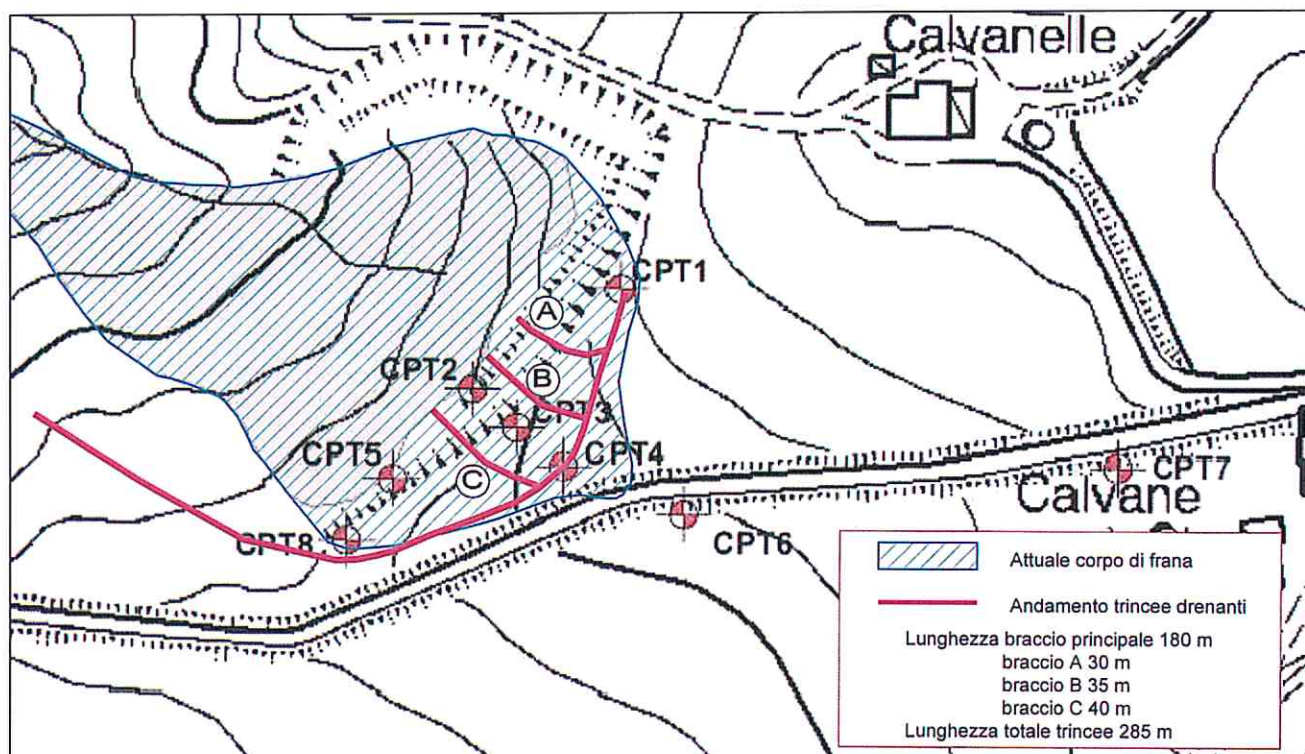 Calvanelle
CPT1
A
CPT2
B
CPT3
CPT5
CPT4
C
CPT7
Calvane
CPT8
CPT6
Attuale corpo di frana
Andamento trincee drenanti
Lunghezza braccio principale 180 m
braccio A 30 m
braccio B 35 m
braccio C 40 m
Lunghezza totale trincee 285 m